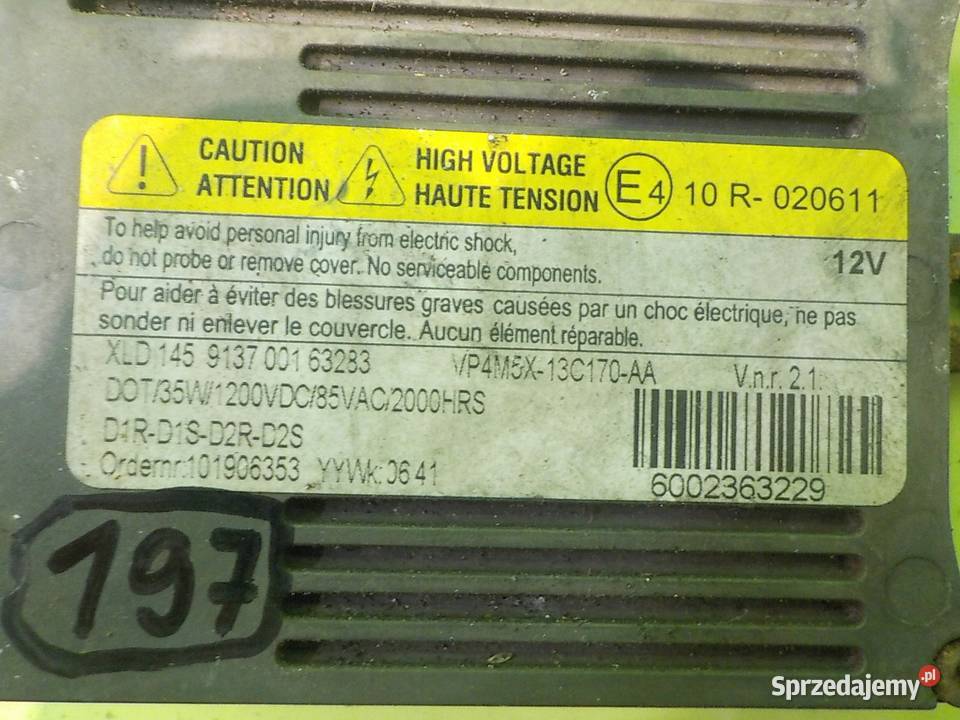 CAUTION
ATTENTION
HIGH VOLTAGE
HAUTE TENSION
E4 10 R- 020611
To help avoid personal injury from electric shock,
do not probe or remove cover. No serviceable components.
12V
Pour aider à éviter des blessures graves causées par un choc électrique, ne pas
sonder ni enlever le couvercle. Aucun élément réparable.
XLD 145 9137 001 63283 VP4M5X-13C170-AA V.n.r. 2.1.
DOT/35W/1200VDC/85VAC/2000HRS
D1R-D1S-D2R-D2S
Ordernr:101906353 YYWk:0641
6002363229
197
Sprzedajemy.pl